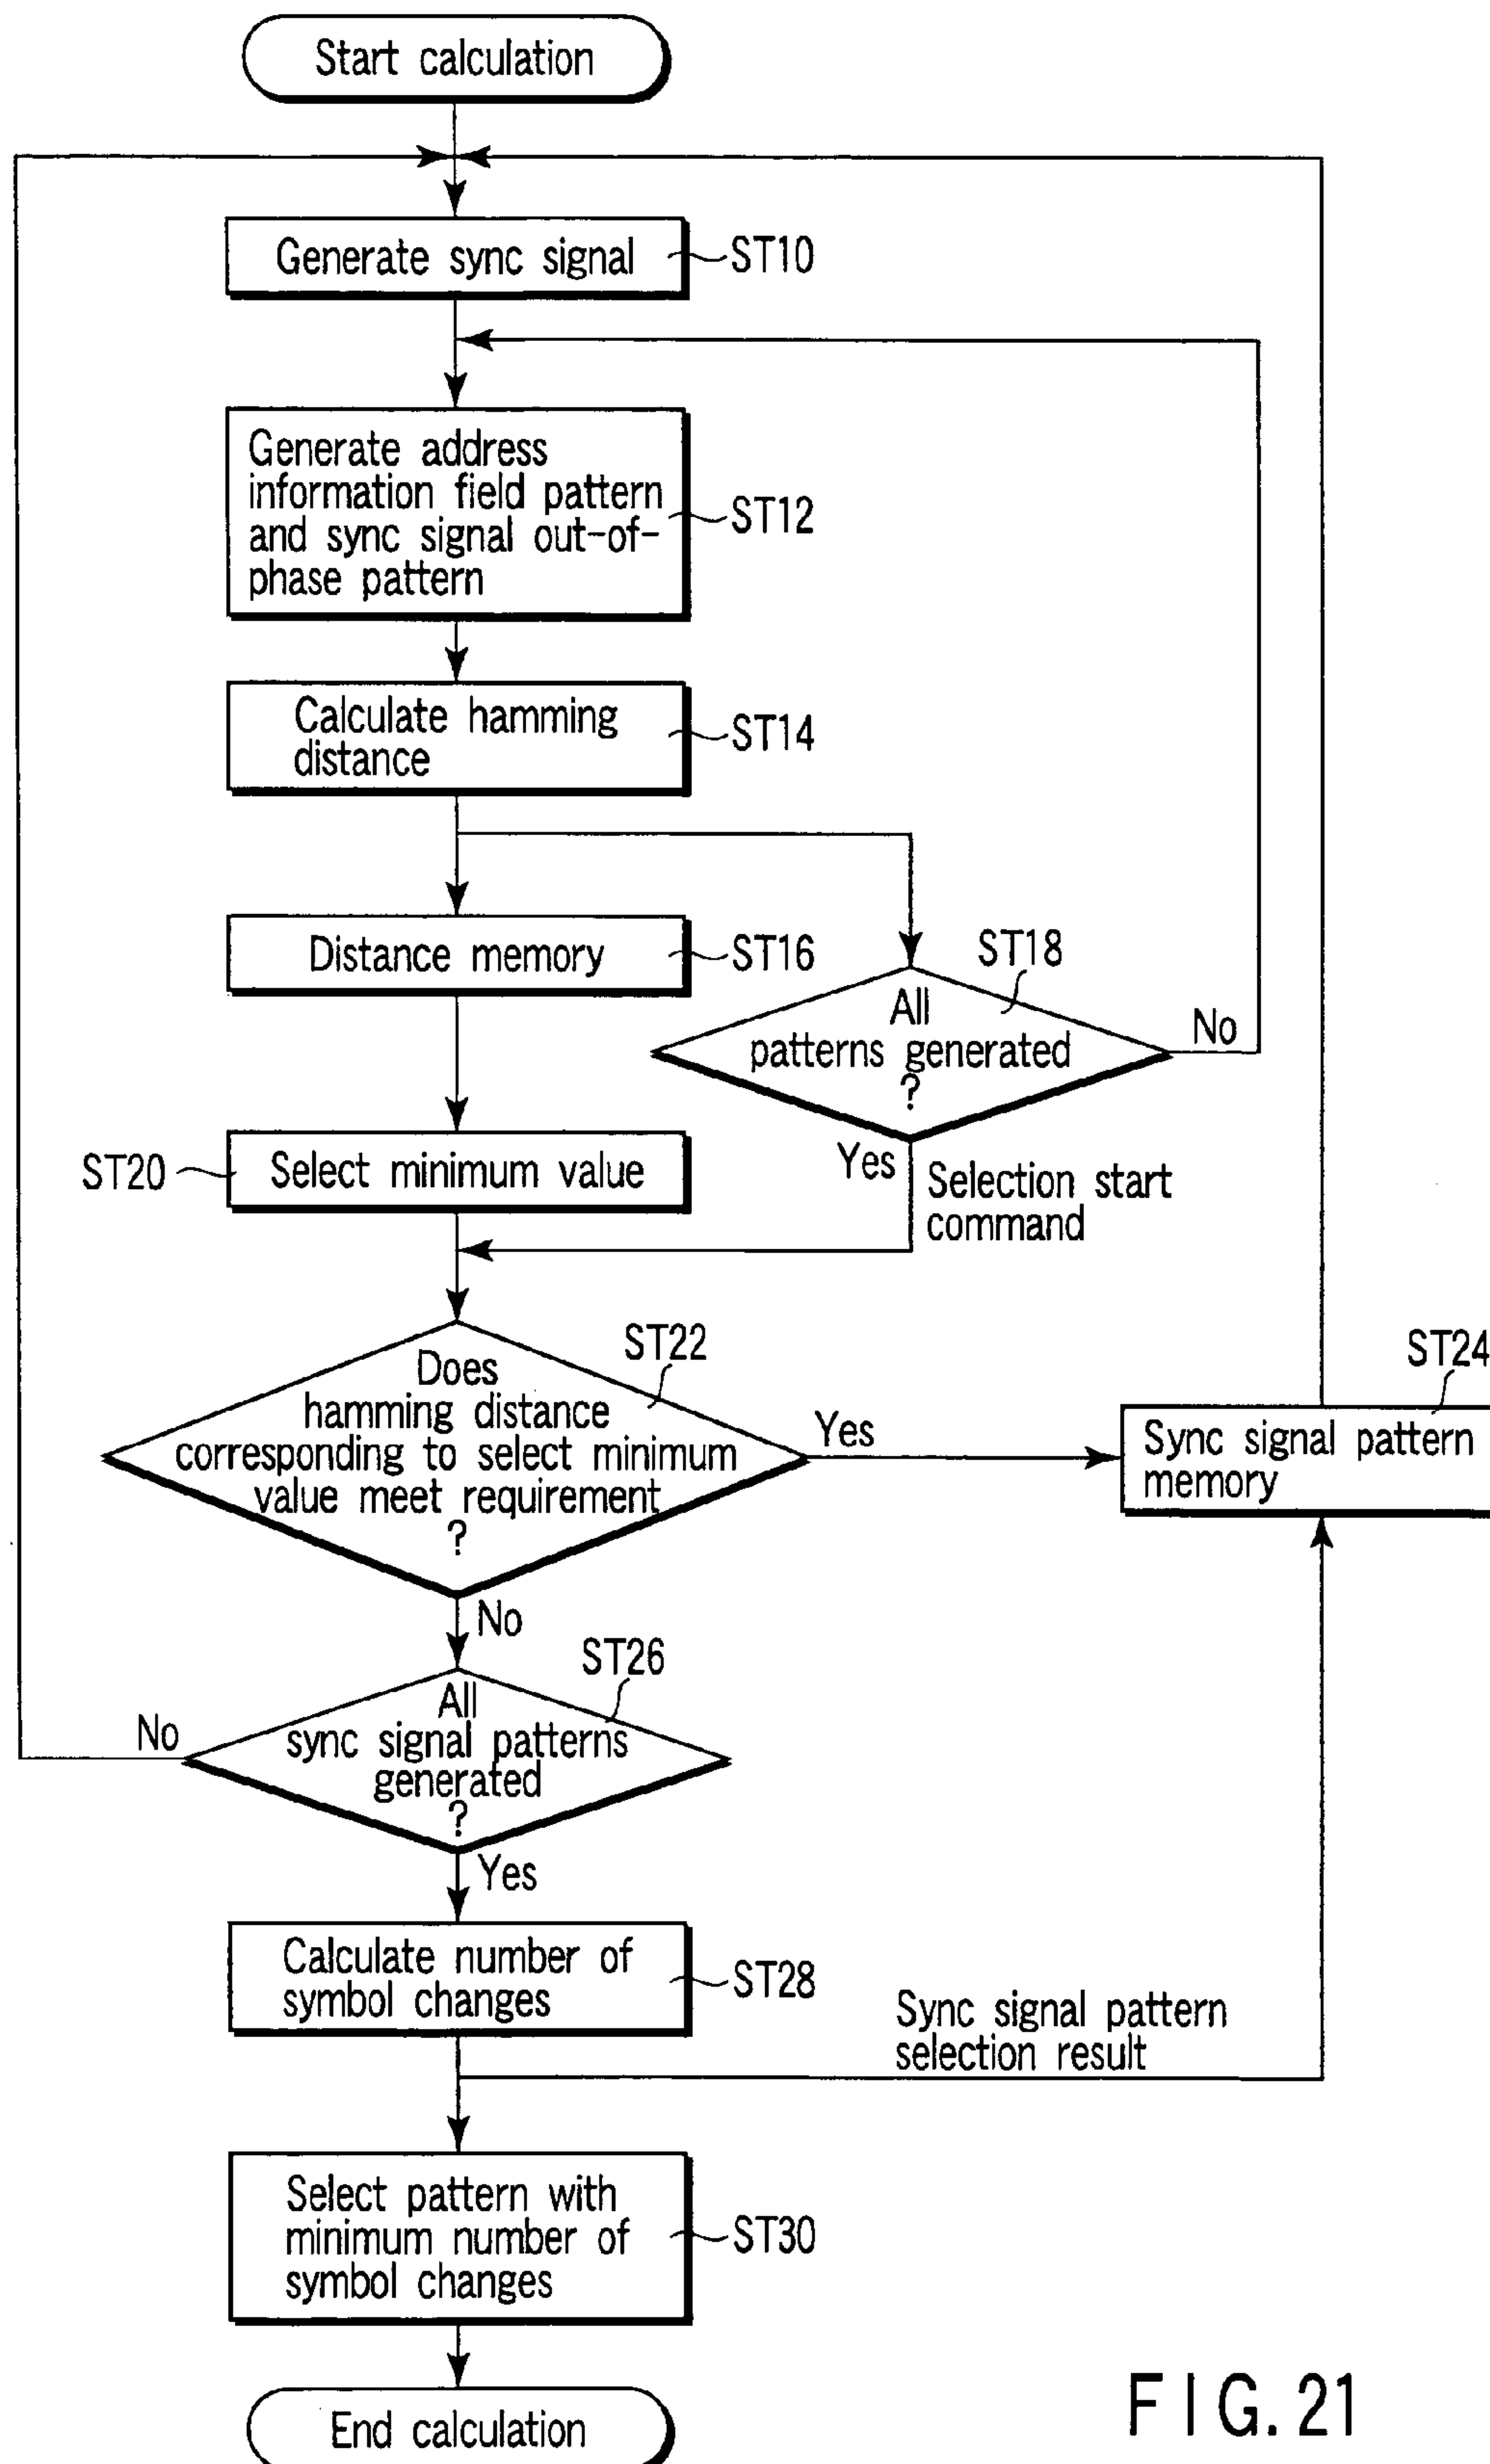 Start calculation
Generate sync signal
ST10
Generate address
information field pattern
and sync signal out-of-
phase pattern
ST12
Calculate hamming
distance
ST14
Distance memory
ST16
ST18
All
patterns generated
?
No
Yes
Selection start
command
ST20
Select minimum value
ST22
Does
hamming distance
corresponding to select minimum
value meet requirement
?
Yes
ST24
Sync signal pattern
memory
No
ST26
All
sync signal patterns
generated
?
No
Yes
Calculate number of
symbol changes
ST28
Sync signal pattern
selection result
Select pattern with
minimum number of
symbol changes
ST30
End calculation
FIG. 21